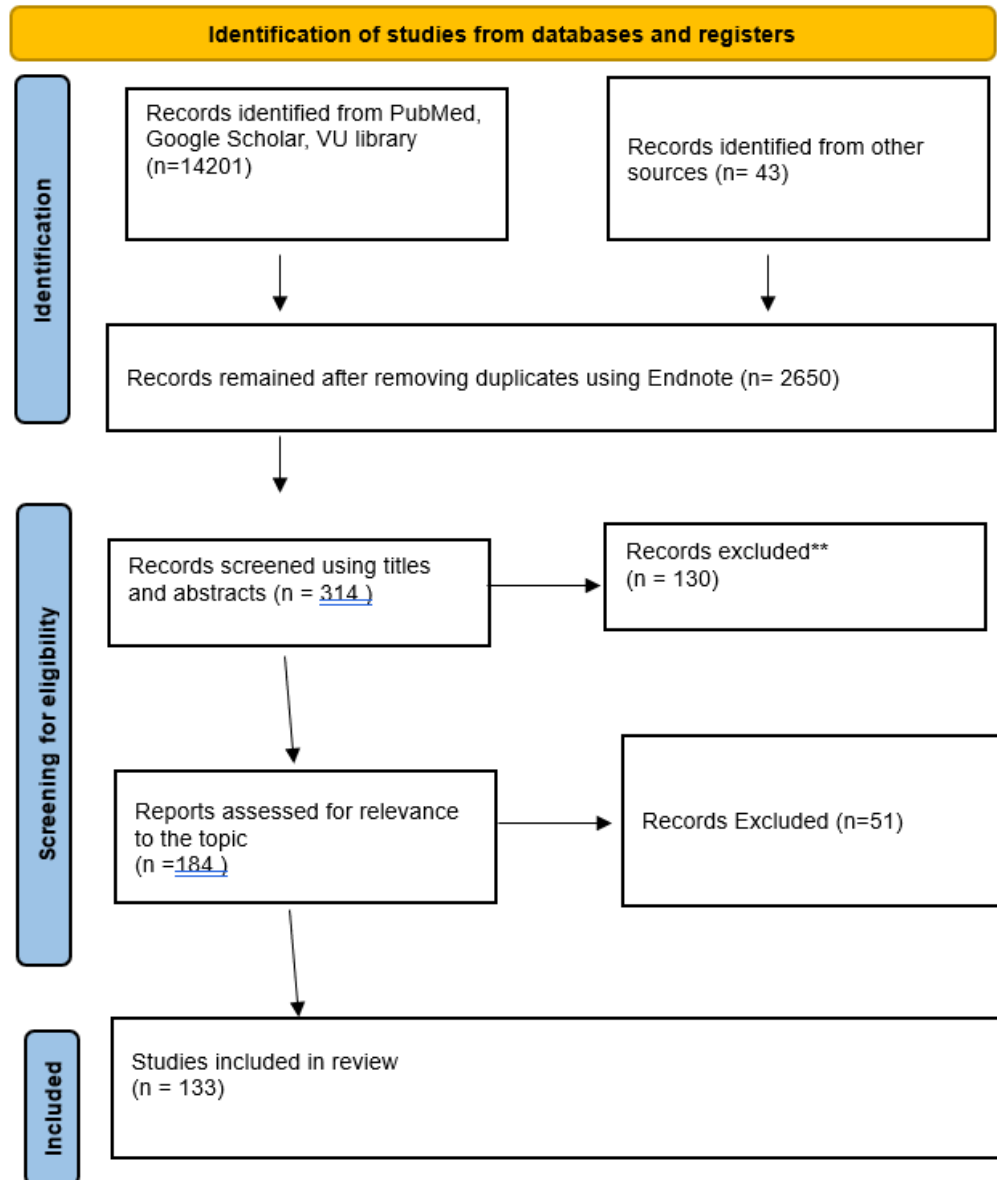 Identification of studies from databases and registers
Identification
Records identified from PubMed,
Google Scholar, VU library
(n=14201)
Records identified from other
sources (n= 43)
Records remained after removing duplicates using Endnote (n= 2650)
Screening for eligibility
Records screened using titles
and abstracts (n = 314 )
Records excluded**
(n = 130)
Reports assessed for relevance
to the topic
(n =184 )
Records Excluded (n=51)
Included
Studies included in review
(n = 133)